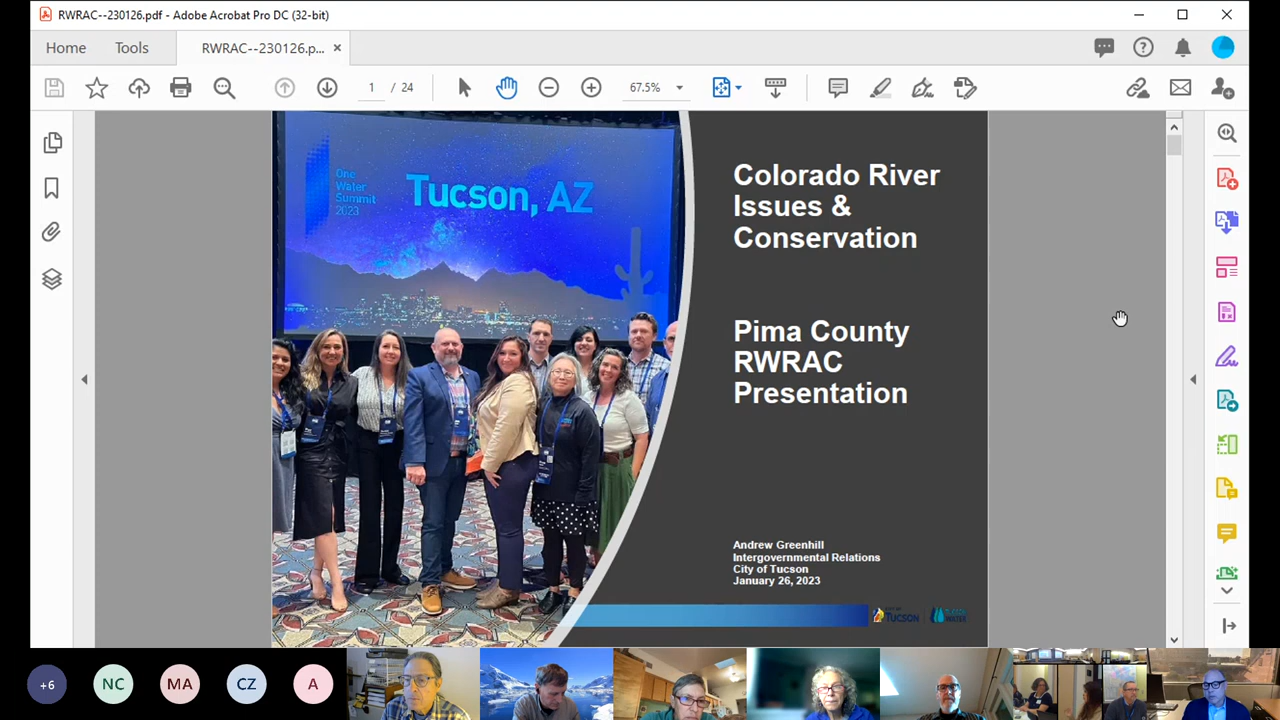 RWRAC--230126.pdf - Adobe Acrobat Pro DC (32-bit)
Home
Tools
RWRAC--230126.p...
1 / 24
67.5%
One
Water
Summit
2023
Tucson, AZ
Colorado River
Issues &
Conservation
Pima County
RWRAC
Presentation
Andrew Greenhill
Intergovernmental Relations
City of Tucson
January 26, 2023
TUCSON
+6
NC
MA
CZ
A